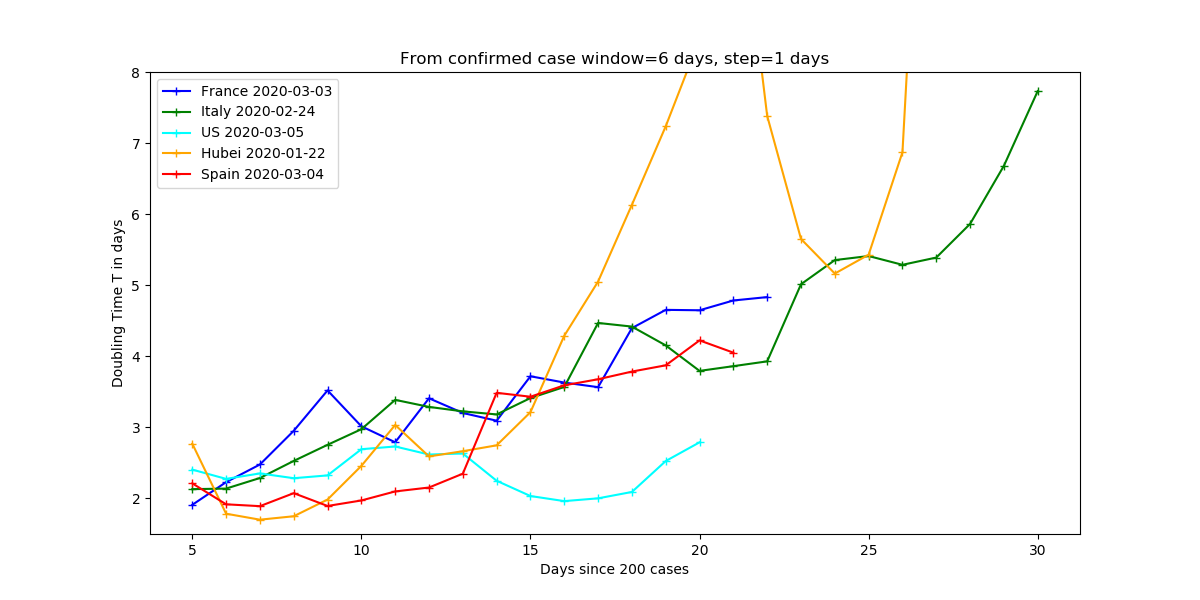 From confirmed case window=6 days, step=1 days
8
7
6
5
4
3
2
Doubling Time T in days
France 2020-03-03
Italy 2020-02-24
US 2020-03-05
Hubei 2020-01-22
Spain 2020-03-04
5 10 15 20 25 30
Days since 200 cases